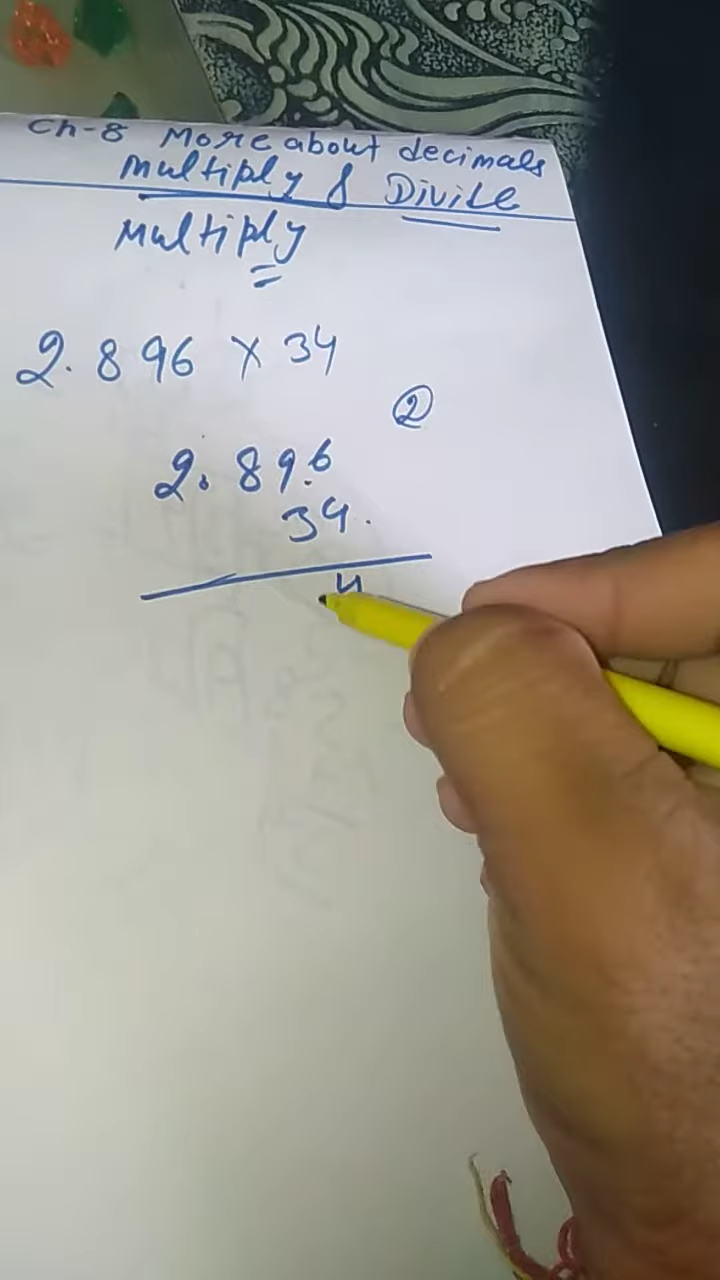 Ch-8 More about decimals
Multiply & Divide
Multiply
2.896 × 34
②
2.896
34
4